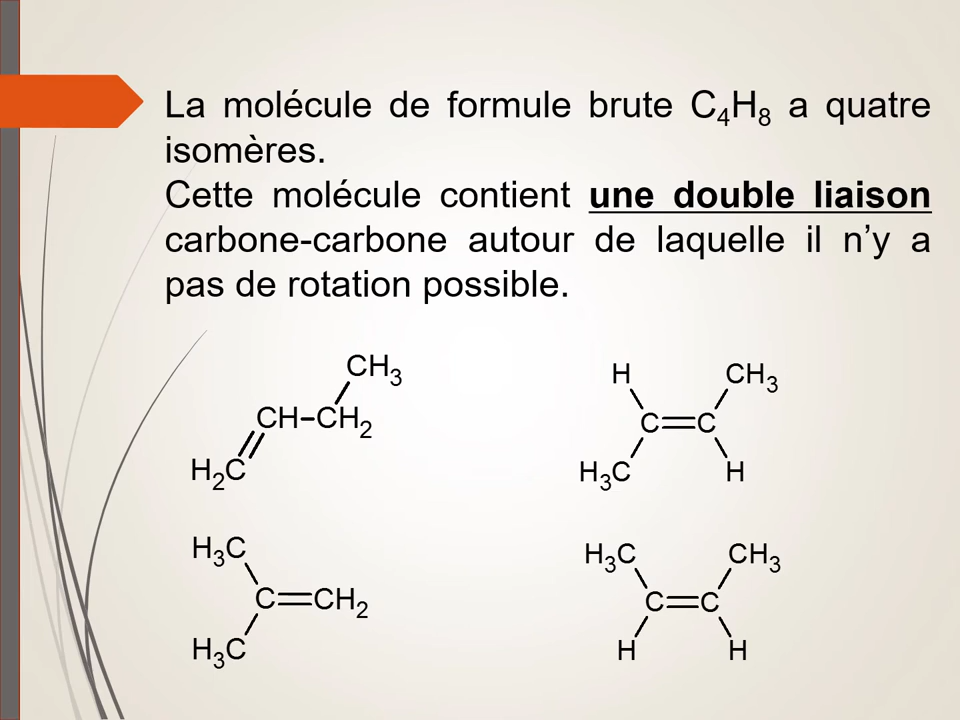 La molécule de formule brute C₄H₈ a quatre
isomères.
Cette molécule contient une double liaison
carbone-carbone autour de laquelle il n’y a
pas de rotation possible.
CH₃
CH–CH₂
H₂C
H CH₃
C=C
H₃C H
H₃C
C=CH₂
H₃C
H₃C CH₃
C=C
H H